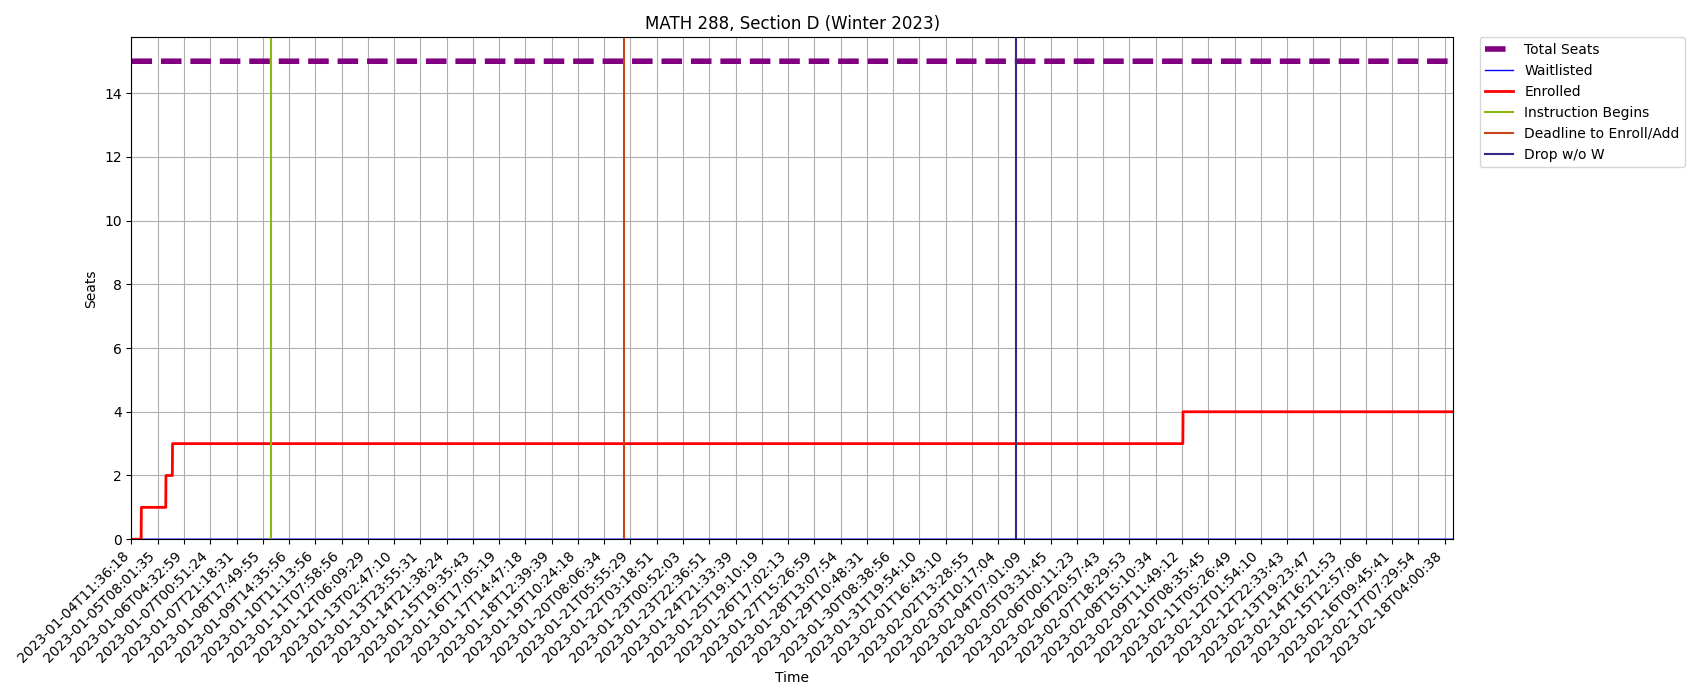 MATH 288, Section D (Winter 2023)
Total Seats
Waitlisted
Enrolled
Instruction Begins
Deadline to Enroll/Add
Drop w/o W
Seats
14
12
10
8
6
4
2
0
2023-01-04T11:36:18
2023-01-05T08:01:35
2023-01-06T04:32:59
2023-01-07T00:51:24
2023-01-07T21:18:31
2023-01-08T17:49:55
2023-01-09T14:35:56
2023-01-10T11:13:56
2023-01-11T07:58:56
2023-01-12T06:09:29
2023-01-13T02:47:10
2023-01-13T23:55:31
2023-01-14T21:38:24
2023-01-15T19:35:43
2023-01-16T17:05:19
2023-01-17T14:47:18
2023-01-18T12:39:39
2023-01-19T10:24:18
2023-01-20T08:06:34
2023-01-21T05:55:29
2023-01-22T03:18:51
2023-01-23T00:52:03
2023-01-23T22:36:51
2023-01-24T21:33:39
2023-01-25T19:10:19
2023-01-26T17:02:13
2023-01-27T15:26:59
2023-01-28T13:07:54
2023-01-29T10:48:31
2023-01-30T08:38:56
2023-01-31T19:54:10
2023-02-01T16:43:10
2023-02-02T13:28:55
2023-02-03T10:17:04
2023-02-04T07:01:09
2023-02-05T03:31:45
2023-02-06T00:11:23
2023-02-06T20:57:43
2023-02-07T18:29:53
2023-02-08T15:10:34
2023-02-09T11:49:12
2023-02-10T08:35:45
2023-02-11T05:26:49
2023-02-12T01:54:10
2023-02-12T22:33:43
2023-02-13T19:23:47
2023-02-14T16:21:53
2023-02-15T12:57:06
2023-02-16T09:45:41
2023-02-17T07:29:54
2023-02-18T04:00:38
Time